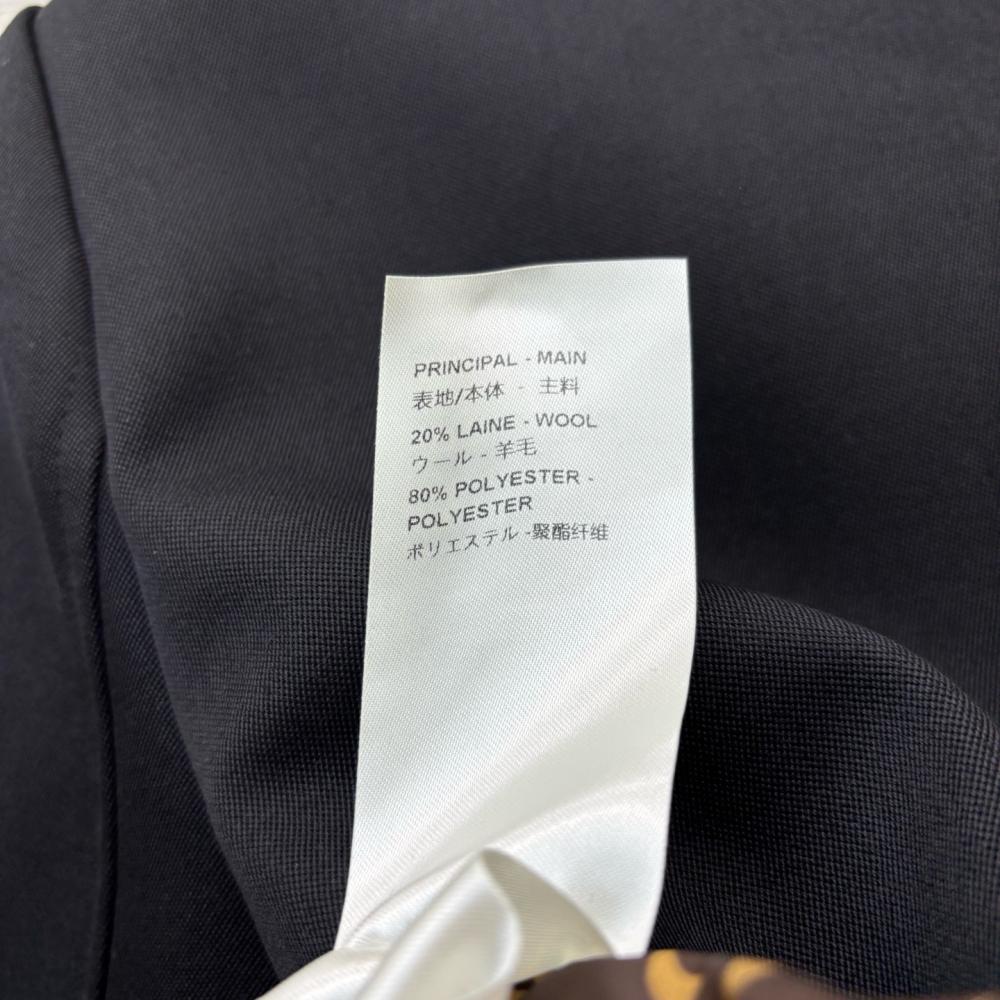 PRINCIPAL - MAIN
表地/本体 - 主料
20% LAINE - WOOL
ウール - 羊毛
80% POLYESTER -
POLYESTER
ポリエステル -聚酯纤维